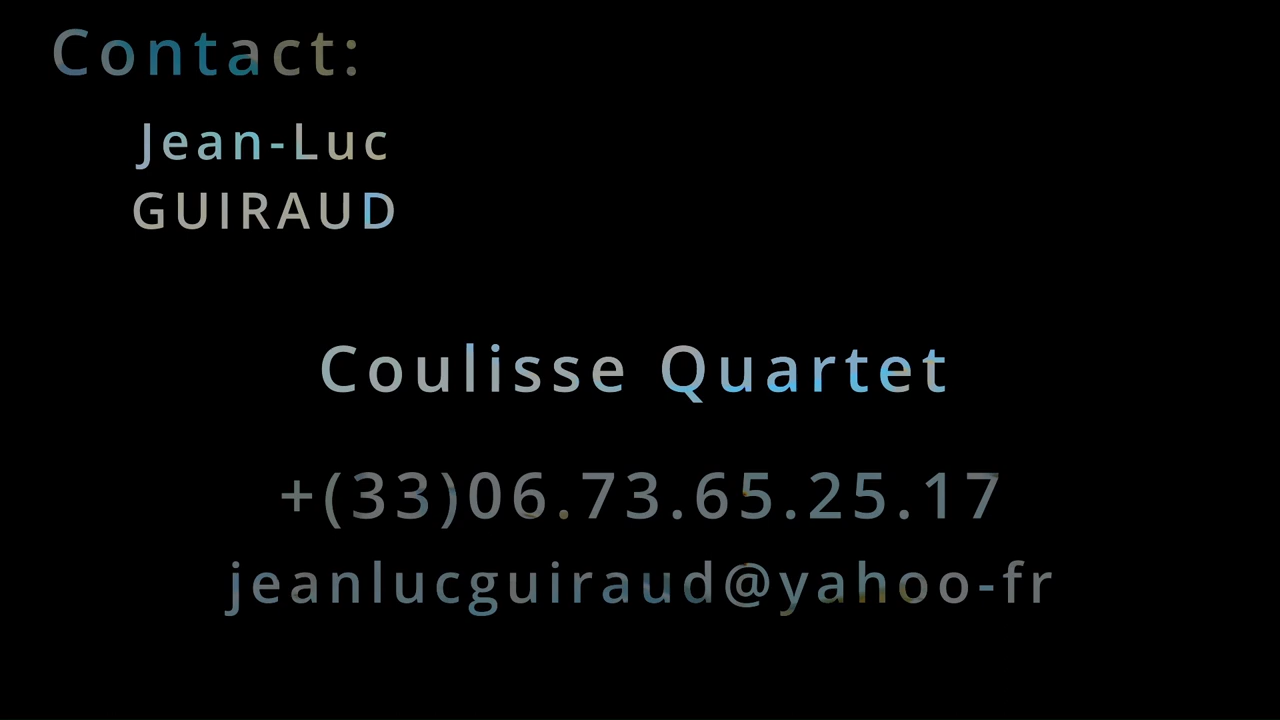 Contact:
Jean-Luc
GUIRAUD
Coulisse Quartet
+(33)06.73.65.25.17
jeanlucguiraud@yahoo-fr